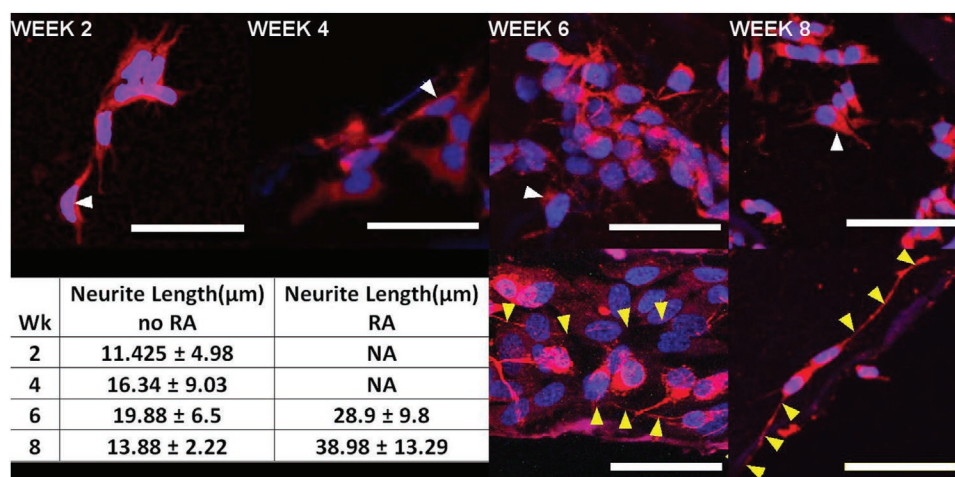 WEEK 2
WEEK 4
WEEK 6
WEEK 8
Wk Neurite Length(µm) no RA Neurite Length(µm) RA
2 11.425 ± 4.98 NA
4 16.34 ± 9.03 NA
6 19.88 ± 6.5 28.9 ± 9.8
8 13.88 ± 2.22 38.98 ± 13.29